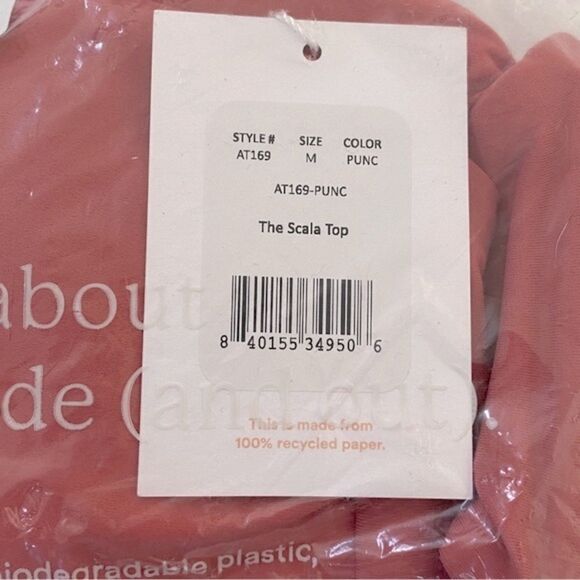 STYLE # SIZE COLOR
AT169 M PUNC
AT169-PUNC
The Scala Top
8 40155 34950 6
about
de (and out).
This is made from
100% recycled paper.
biodegradable plastic,